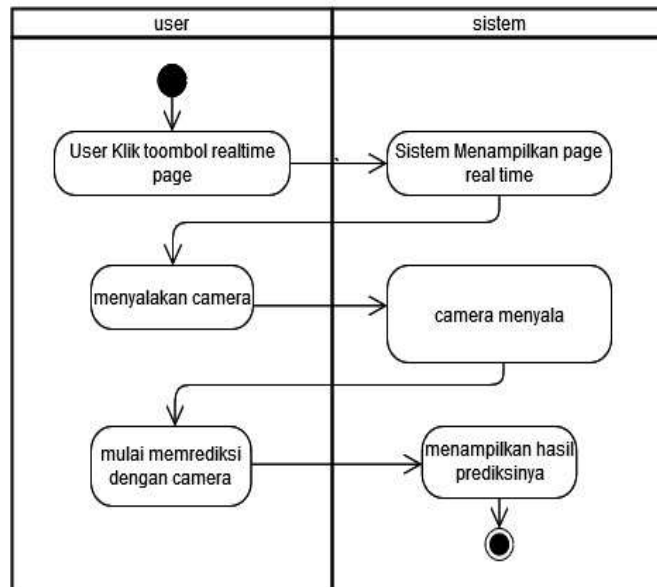 user
sistem
User Klik toombol realtime
page
Sistem Menampilkan page
real time
menyalakan camera
camera menyala
mulai memrediksi
dengan camera
menampilkan hasil
prediksinya